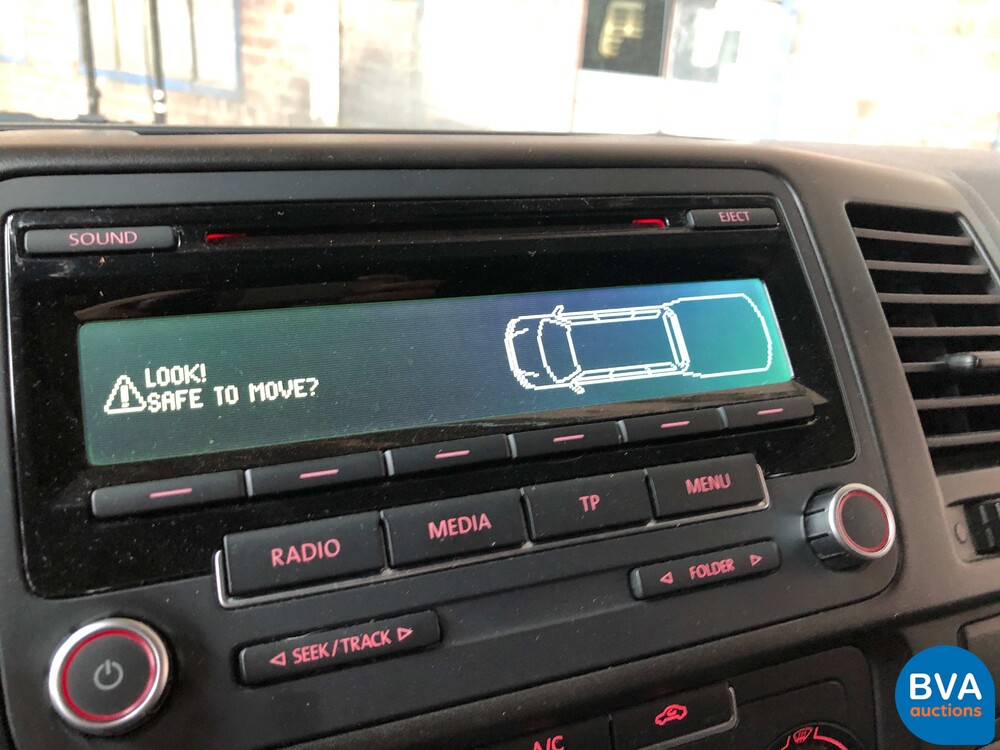 SOUND
EJECT
LOOK!
SAFE TO MOVE?
RADIO
MEDIA
TP
MENU
FOLDER
SEEK/TRACK
A/C
BVA
auctions